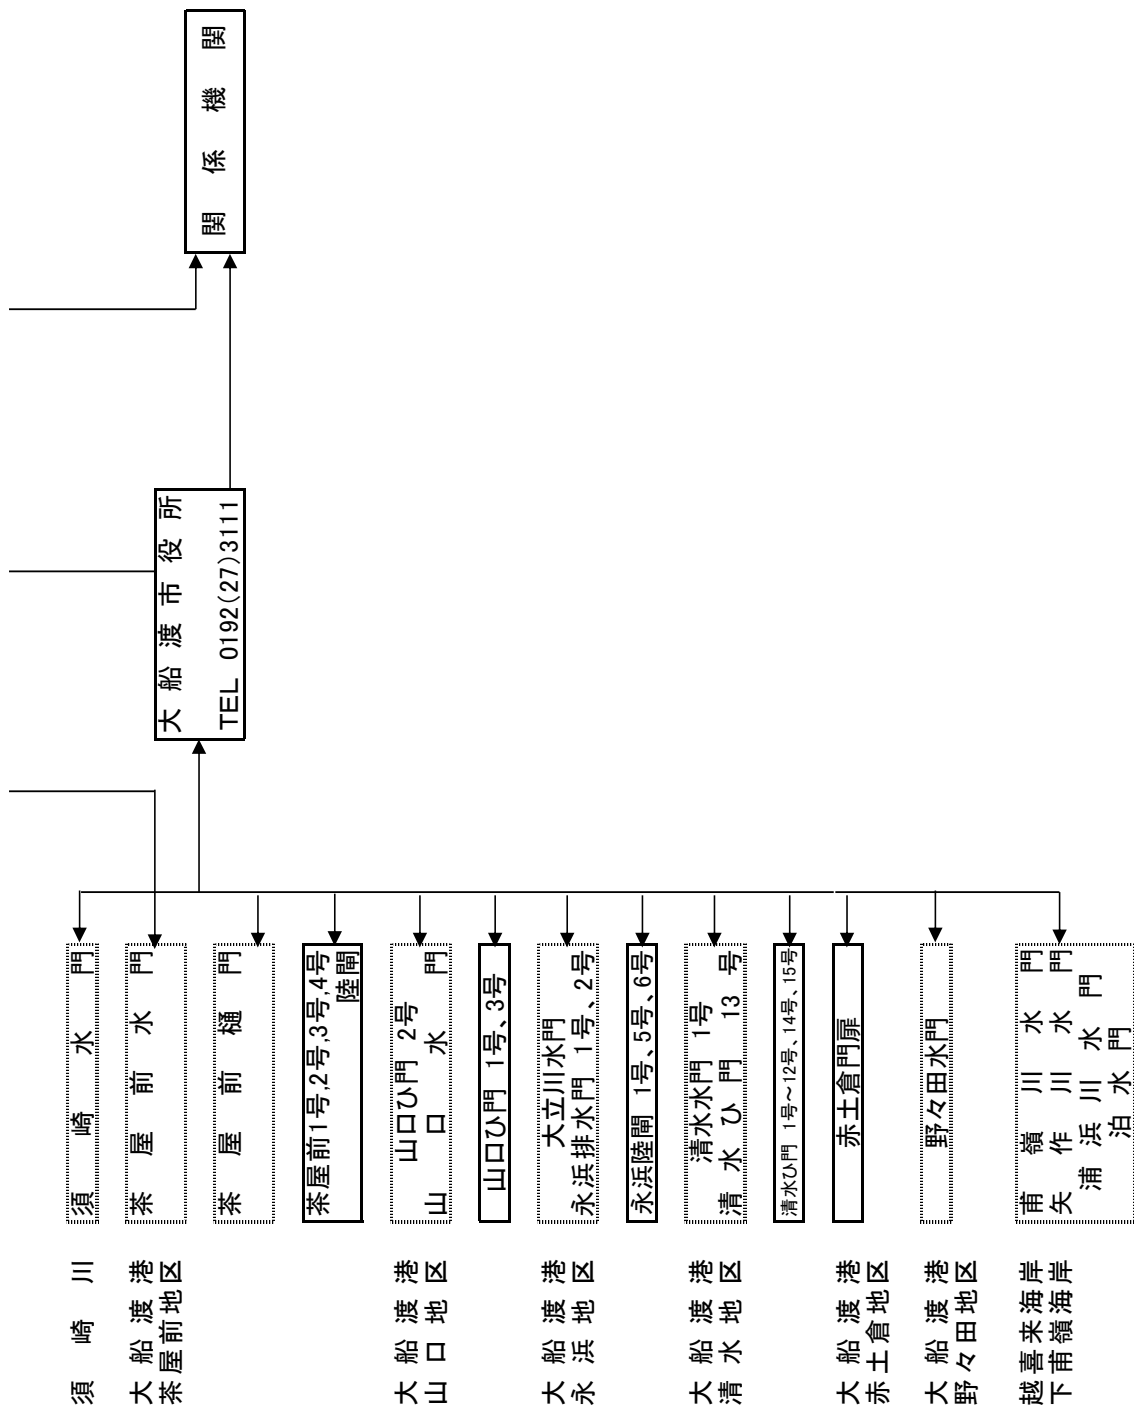 関係機関
大船渡市役所
TEL 0192(27)3111
須崎川
須崎水門
大船渡港
茶屋前地区
茶屋前水門
茶屋前樋門
茶屋前1号,2号,3号,4号
陸閘
大船渡港
山口地区
山口ひ門 2号
山口水門
山口ひ門 1号、3号
大船渡港
永浜地区
大立川水門
永浜排水門 1号、2号
永浜陸閘 1号、5号、6号
大船渡港
清水地区
清水水門 1号
清水ひ門 13号
清水ひ門 1号～12号、14号、15号
大船渡港
赤土倉地区
赤土倉門扉
大船渡港
野々田地区
野々田水門
越喜来海岸
下甫嶺海岸
甫嶺川水門
矢作川水門
浦浜川水門
泊水門